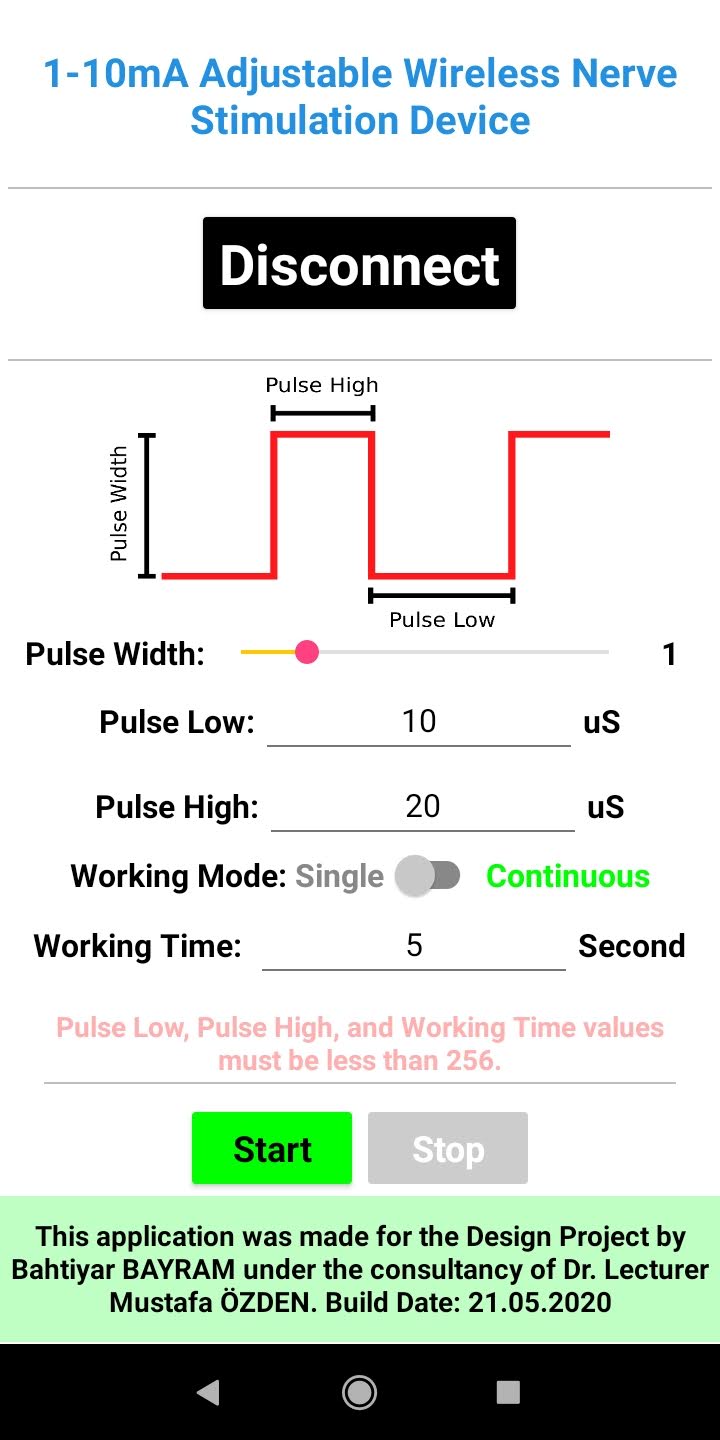 1-10mA Adjustable Wireless Nerve
Stimulation Device
Disconnect
Pulse High
Pulse Width
Pulse Low
Pulse Width: 1
Pulse Low: 10 uS
Pulse High: 20 uS
Working Mode: Single Continuous
Working Time: 5 Second
Pulse Low, Pulse High, and Working Time values
must be less than 256.
Start Stop
This application was made for the Design Project by
Bahtiyar BAYRAM under the consultancy of Dr. Lecturer
Mustafa ÖZDEN. Build Date: 21.05.2020